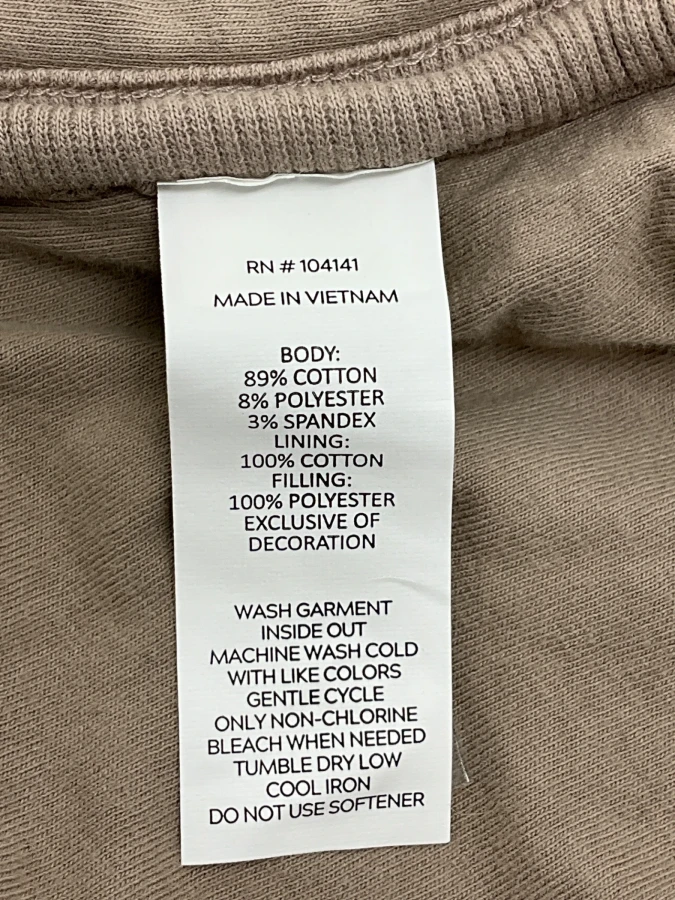 RN # 104141
MADE IN VIETNAM
BODY:
89% COTTON
8% POLYESTER
3% SPANDEX
LINING:
100% COTTON
FILLING:
100% POLYESTER
EXCLUSIVE OF
DECORATION
WASH GARMENT
INSIDE OUT
MACHINE WASH COLD
WITH LIKE COLORS
GENTLE CYCLE
ONLY NON-CHLORINE
BLEACH WHEN NEEDED
TUMBLE DRY LOW
COOL IRON
DO NOT USE SOFTENER